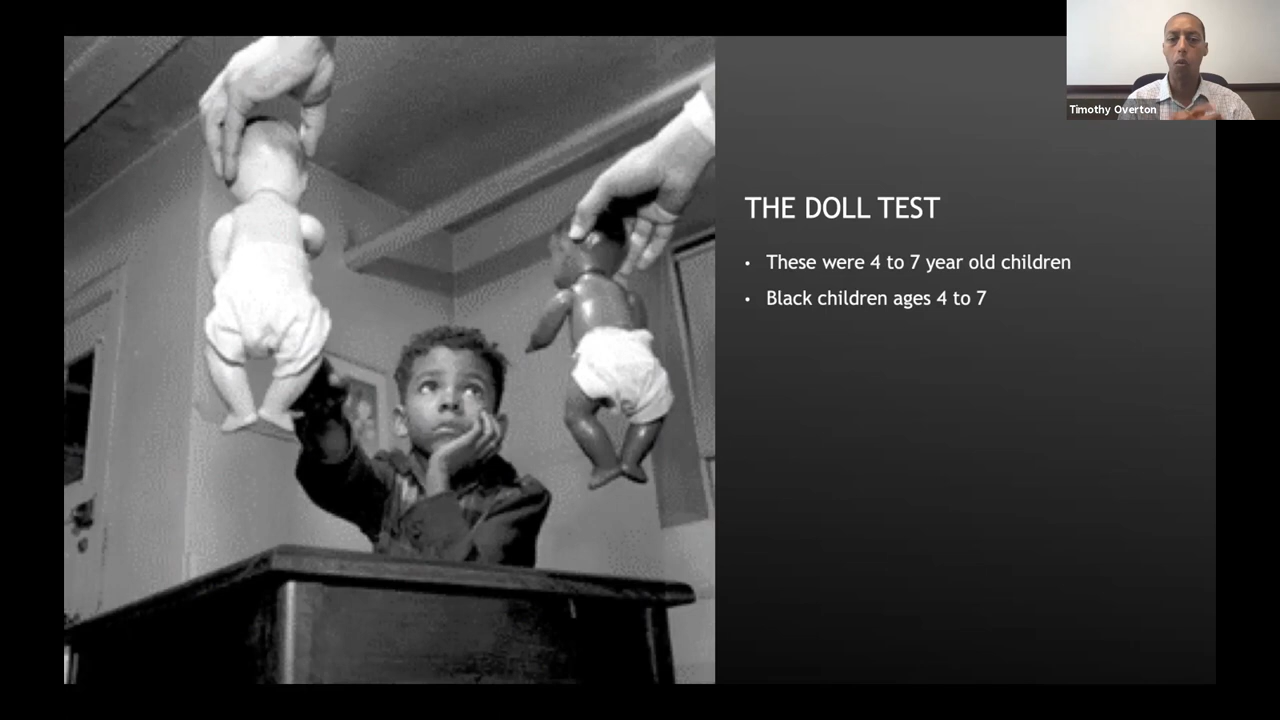 Timothy Overton
THE DOLL TEST
• These were 4 to 7 year old children
• Black children ages 4 to 7